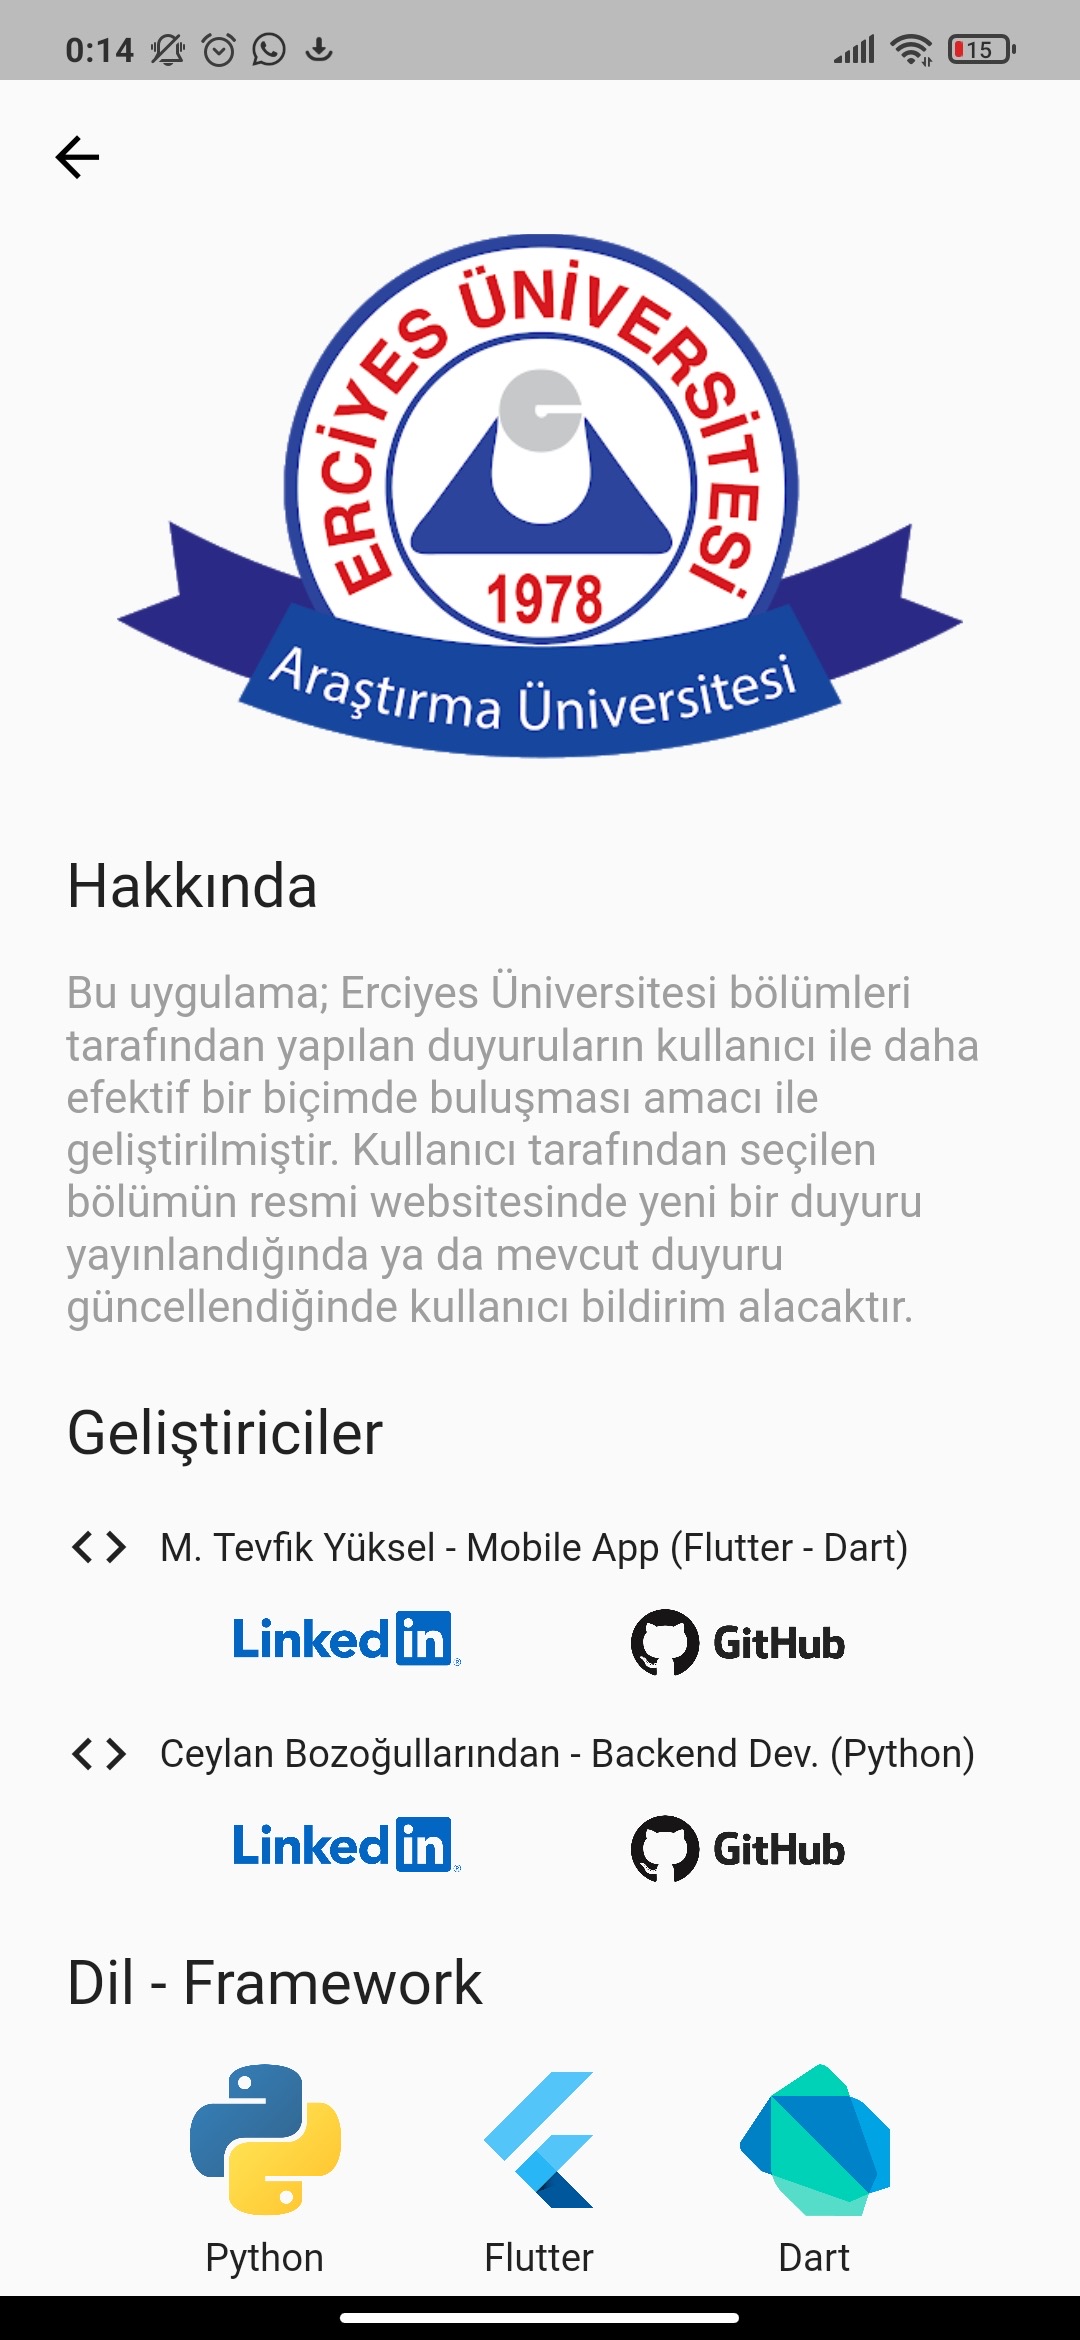 0:14
15
ERCİYES ÜNİVERSİTESİ
1978
Araştırma Üniversitesi
Hakkında
Bu uygulama; Erciyes Üniversitesi bölümleri
tarafından yapılan duyuruların kullanıcı ile daha
efektif bir biçimde buluşması amacı ile
geliştirilmiştir. Kullanıcı tarafından seçilen
bölümün resmi websitesinde yeni bir duyuru
yayınlandığında ya da mevcut duyuru
güncellendiğinde kullanıcı bildirim alacaktır.
Geliştiriciler
M. Tevfik Yüksel - Mobile App (Flutter - Dart)
Linkedin GitHub
Ceylan Bozoğullarından - Backend Dev. (Python)
Linkedin GitHub
Dil - Framework
Python Flutter Dart